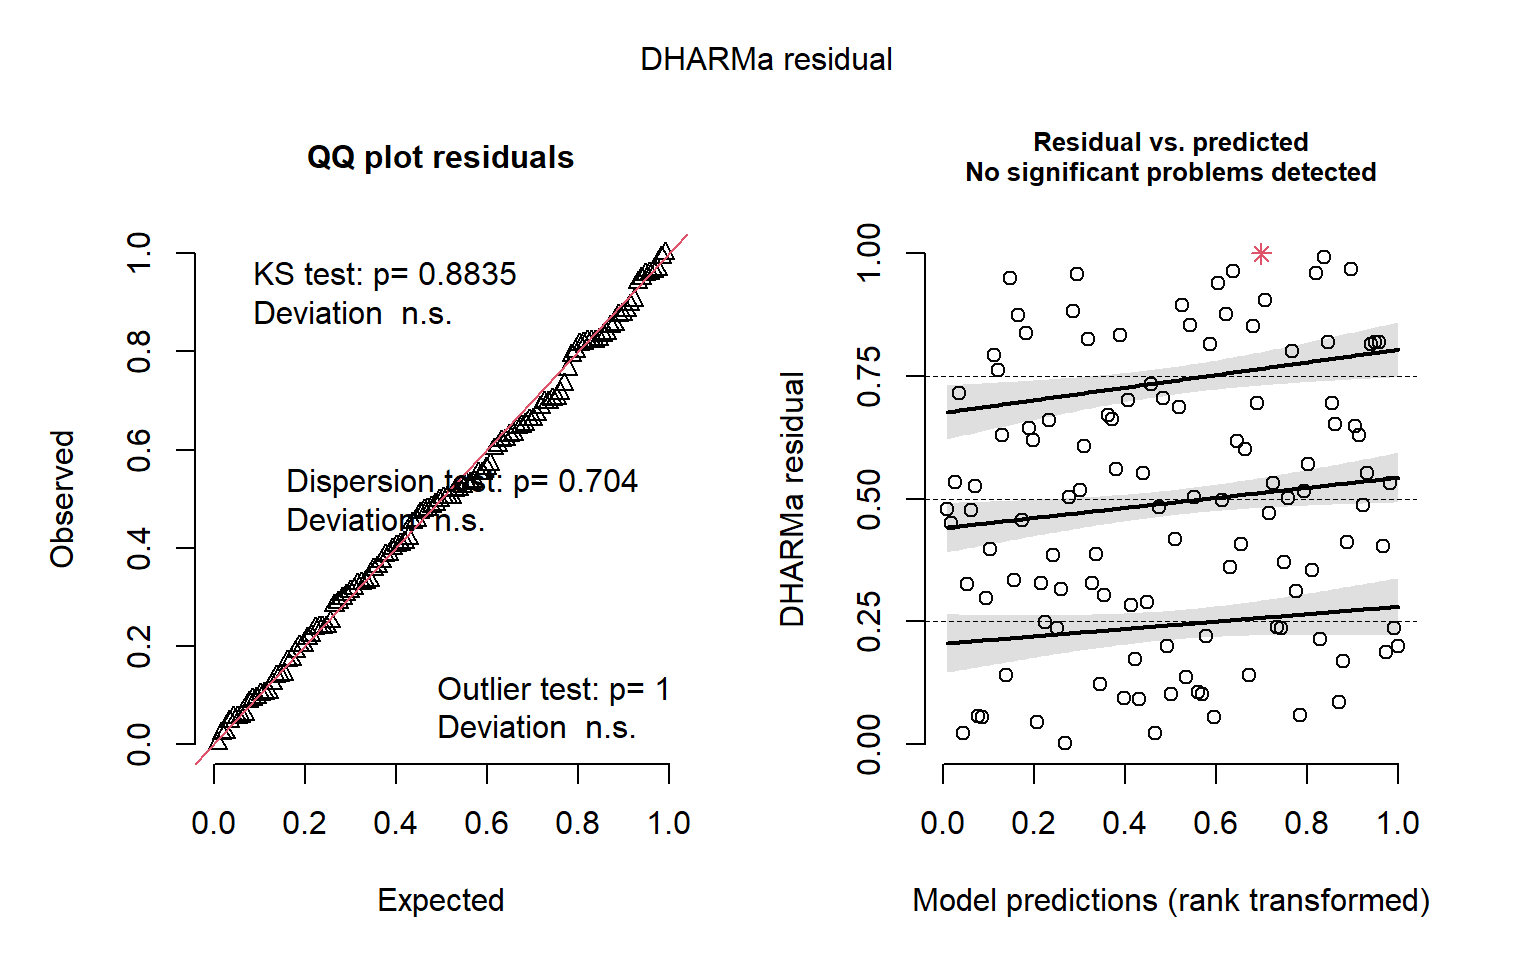 DHARMa residual
QQ plot residuals
KS test: p= 0.8835
Deviation  n.s.
Dispersion test: p= 0.704
Deviation  n.s.
Outlier test: p= 1
Deviation  n.s.
Observed
0.0
0.2
0.4
0.6
0.8
1.0
0.0 0.2 0.4 0.6 0.8 1.0
Expected
Residual vs. predicted
No significant problems detected
DHARMa residual
0.00
0.25
0.50
0.75
1.00
0.0 0.2 0.4 0.6 0.8 1.0
Model predictions (rank transformed)